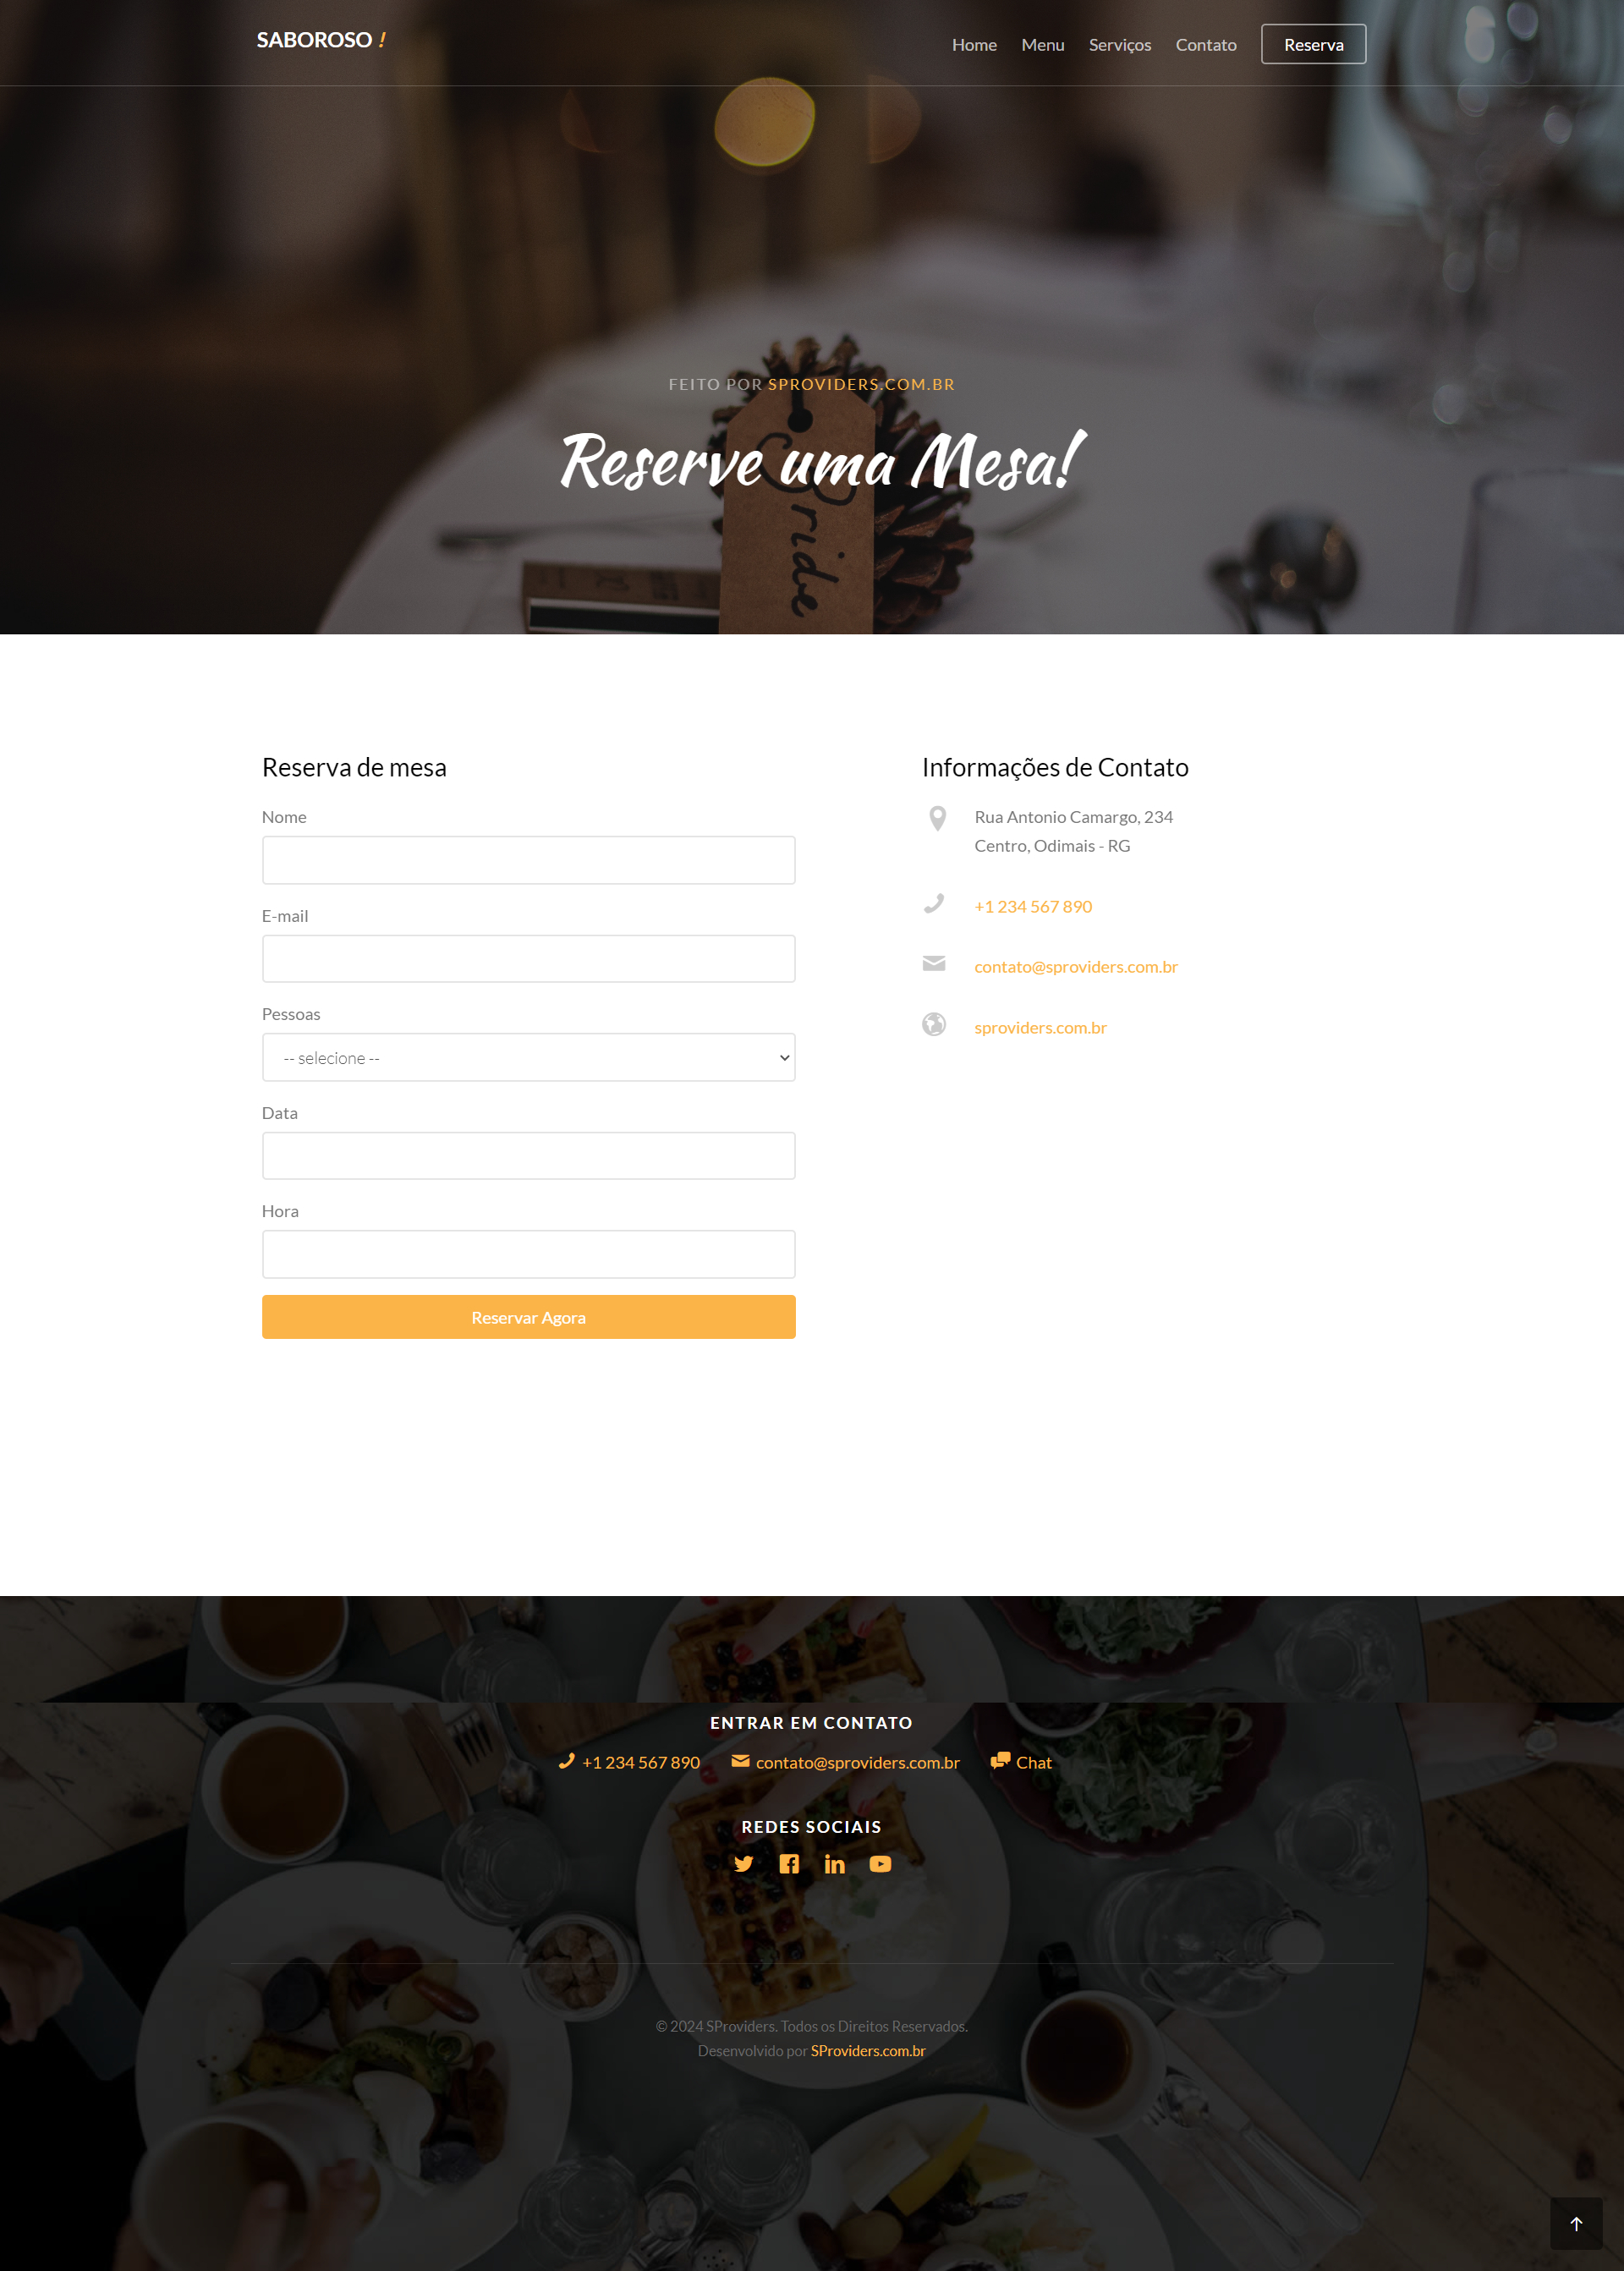 SABOROSO !
Home Menu Serviços Contato Reserva
FEITO POR SPROVIDERS.COM.BR
Reserve uma Mesa!
Bride
Reserva de mesa
Nome
E-mail
Pessoas
-- selecione --
Data
Hora
Reservar Agora
Informações de Contato
Rua Antonio Camargo, 234
Centro, Odimais - RG
+1 234 567 890
contato@sproviders.com.br
sproviders.com.br
ENTRAR EM CONTATO
+1 234 567 890 contato@sproviders.com.br Chat
REDES SOCIAIS
© 2024 SProviders. Todos os Direitos Reservados.
Desenvolvido por SProviders.com.br